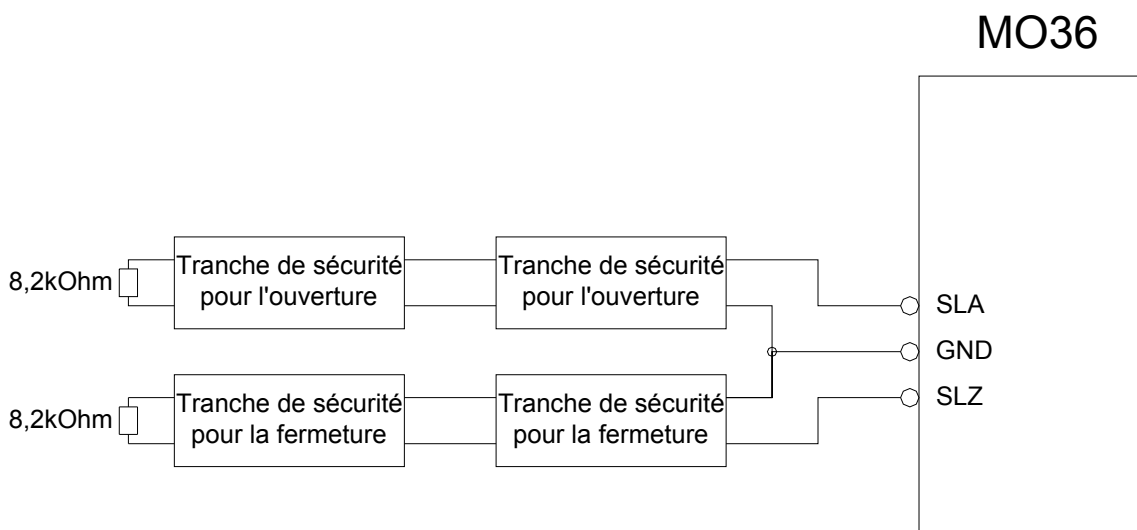 MO36
8,2kOhm
Tranche de sécurité
pour l'ouverture
Tranche de sécurité
pour l'ouverture
SLA
GND
SLZ
8,2kOhm
Tranche de sécurité
pour la fermeture
Tranche de sécurité
pour la fermeture